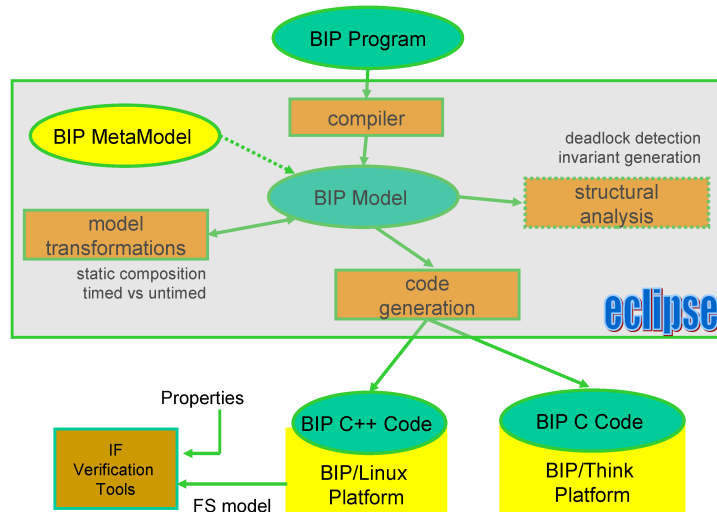 BIP Program
compiler
BIP MetaModel
deadlock detection
invariant generation
BIP Model
structural
analysis
model
transformations
static composition
timed vs untimed
code
generation
eclipse
Properties
BIP C++ Code
BIP C Code
IF
Verification
Tools
BIP/Linux
Platform
BIP/Think
Platform
FS model